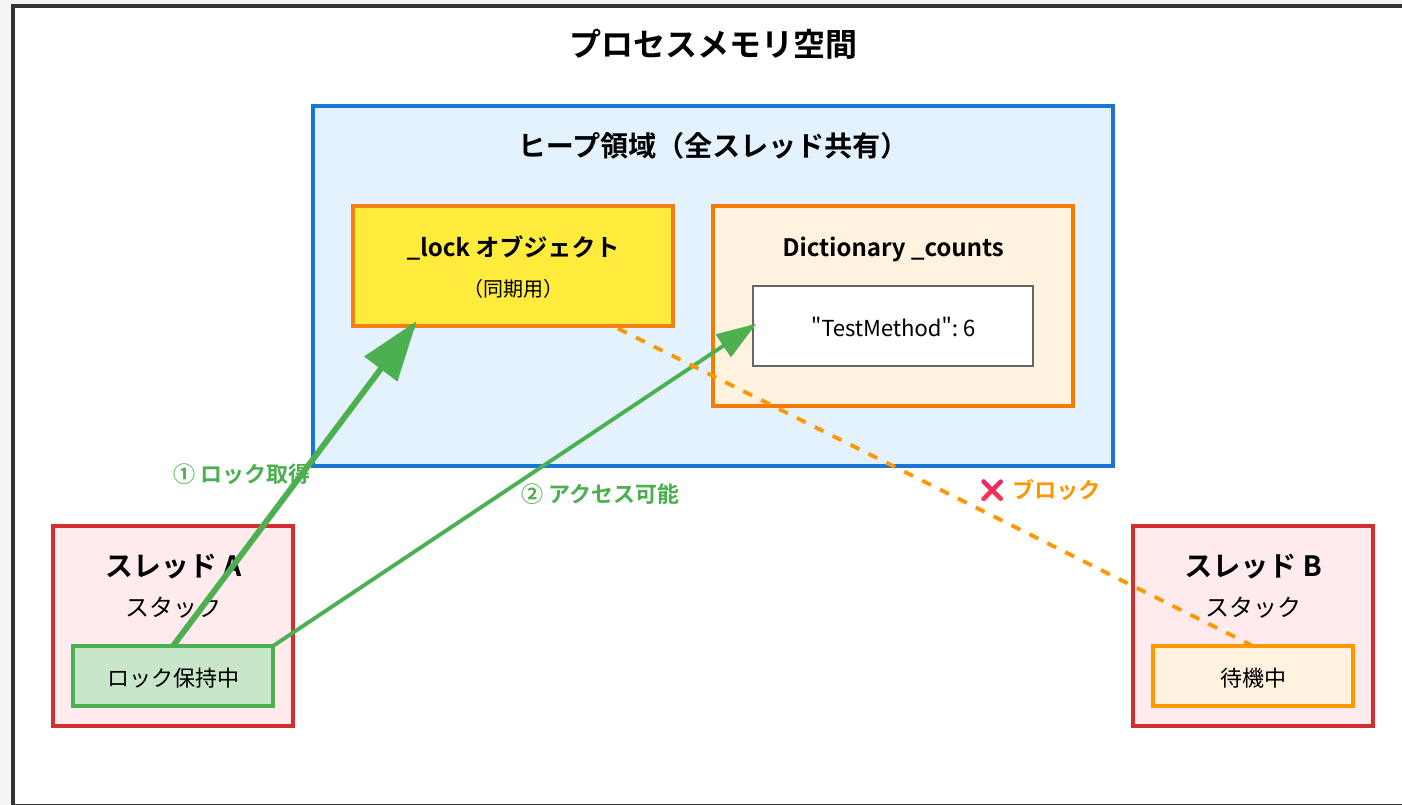 プロセスメモリ空間
ヒープ領域（全スレッド共有）
_lock オブジェクト
（同期用）
Dictionary _counts
"TestMethod": 6
① ロック取得
② アクセス可能
❌ ブロック
スレッド A
スタック
ロック保持中
スレッド B
スタック
待機中